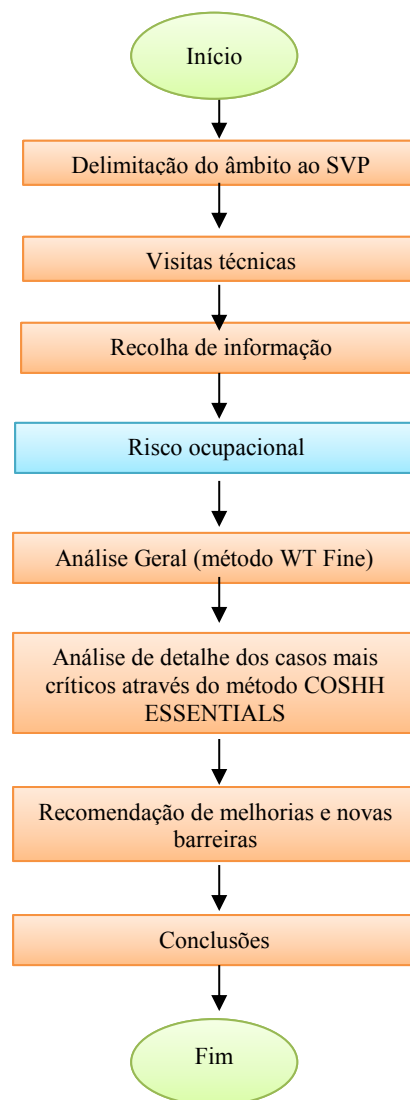 Início
Delimitação do âmbito ao SVP
Visitas técnicas
Recolha de informação
Risco ocupacional
Análise Geral (método WT Fine)
Análise de detalhe dos casos mais
críticos através do método COSHH
ESSENTIALS
Recomendação de melhorias e novas
barreiras
Conclusões
Fim